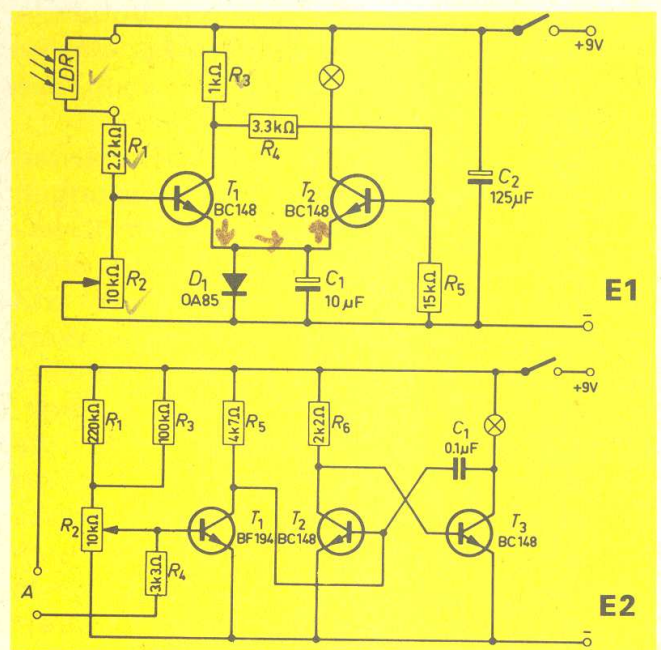 +9V
LDR
1kΩ R3
3.3kΩ
R4
2.2kΩ R1
T1
BC148
T2
BC148
C2
125µF
10kΩ R2
D1
OA85
C1
10µF
15kΩ R5
E1
–
+9V
220kΩ R1
100kΩ R3
4k7Ω R5
2k2Ω R6
C1
0.1µF
R2 10kΩ
T1
BF194
T2
BC148
T3
BC148
3k3Ω R4
A
E2
–